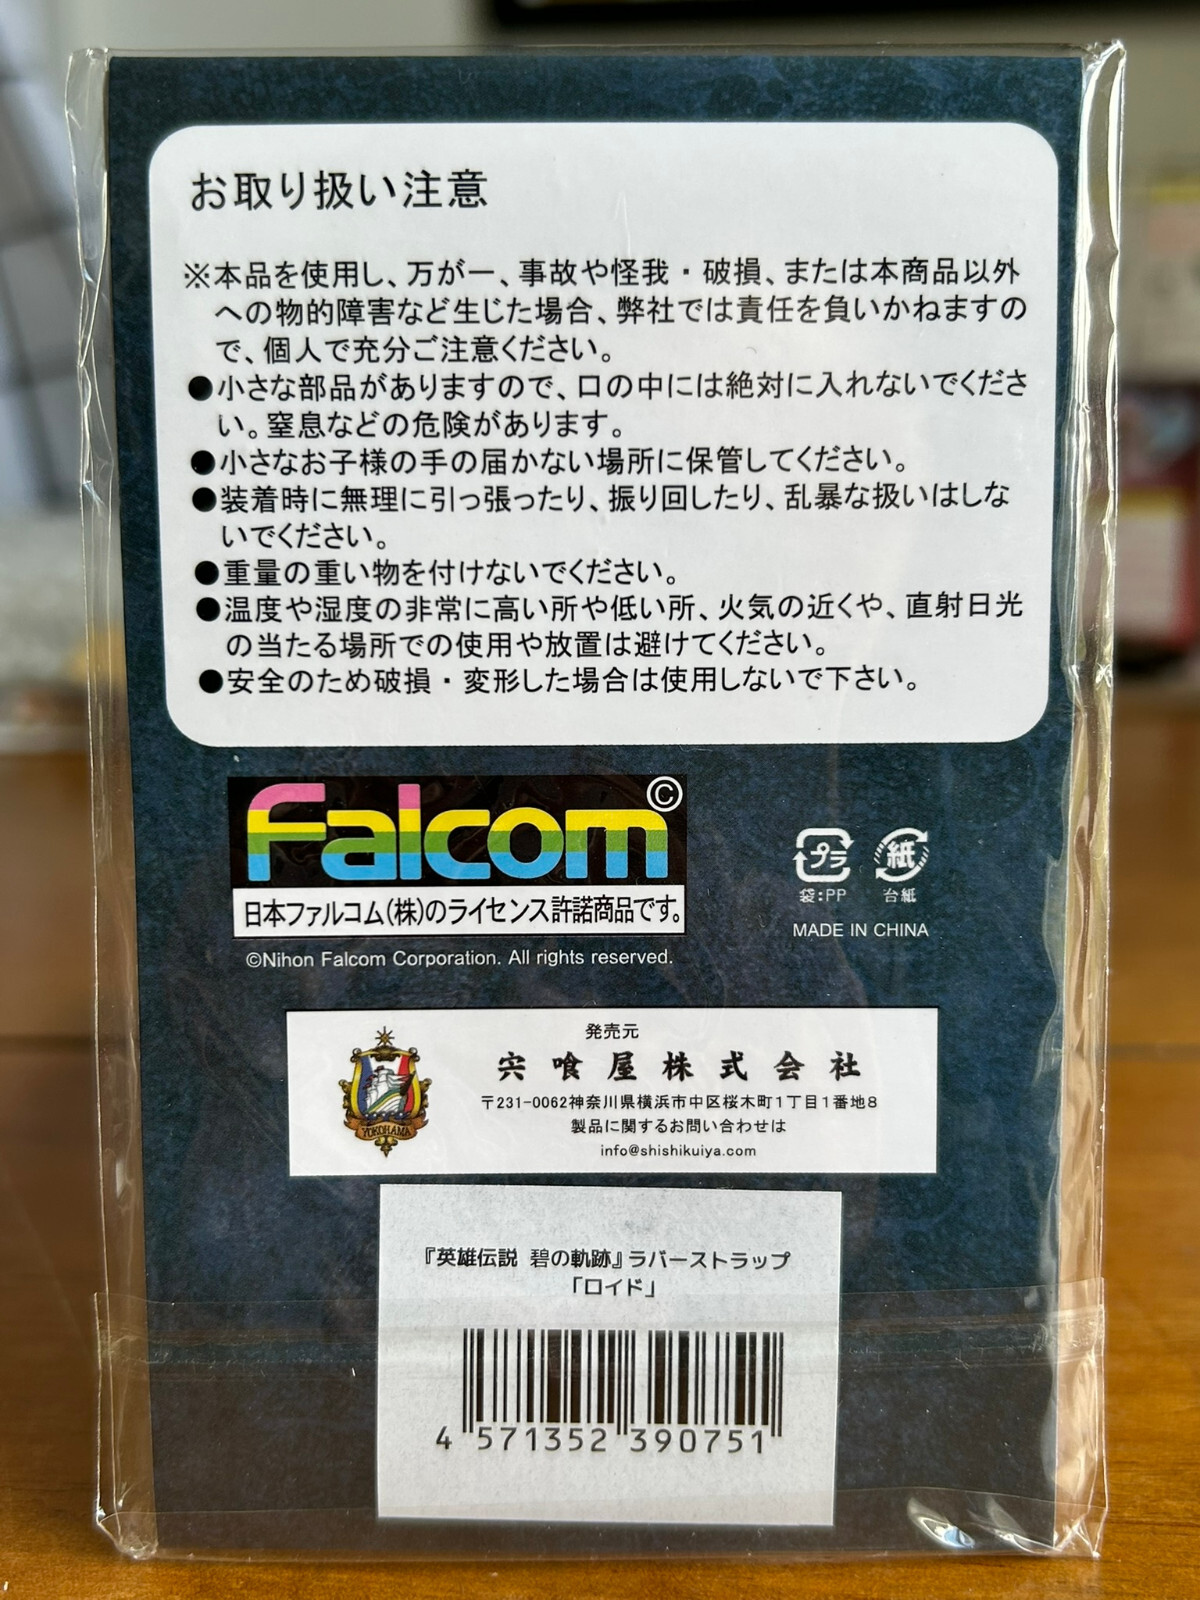 お取り扱い注意
※本品を使用し、万が一、事故や怪我・破損、または本商品以外
への物的障害など生じた場合、弊社では責任を負いかねますの
で、個人で充分ご注意ください。
●小さな部品がありますので、口の中には絶対に入れないでくださ
い。窒息などの危険があります。
●小さなお子様の手の届かない場所に保管してください。
●装着時に無理に引っ張ったり、振り回したり、乱暴な扱いはしな
いでください。
●重量の重い物を付けないでください。
●温度や湿度の非常に高い所や低い所、火気の近くや、直射日光
の当たる場所での使用や放置は避けてください。
●安全のため破損・変形した場合は使用しないで下さい。
Falcom©
日本ファルコム(株)のライセンス許諾商品です。
©Nihon Falcom Corporation. All rights reserved.
プラ 紙
袋:PP 台紙
MADE IN CHINA
発売元
宍喰屋株式会社
〒231-0062神奈川県横浜市中区桜木町1丁目1番地8
製品に関するお問い合わせは
info@shishikuiya.com
YOKOHAMA
『英雄伝説 碧の軌跡』ラバーストラップ
「ロイド」
4 571352 390751